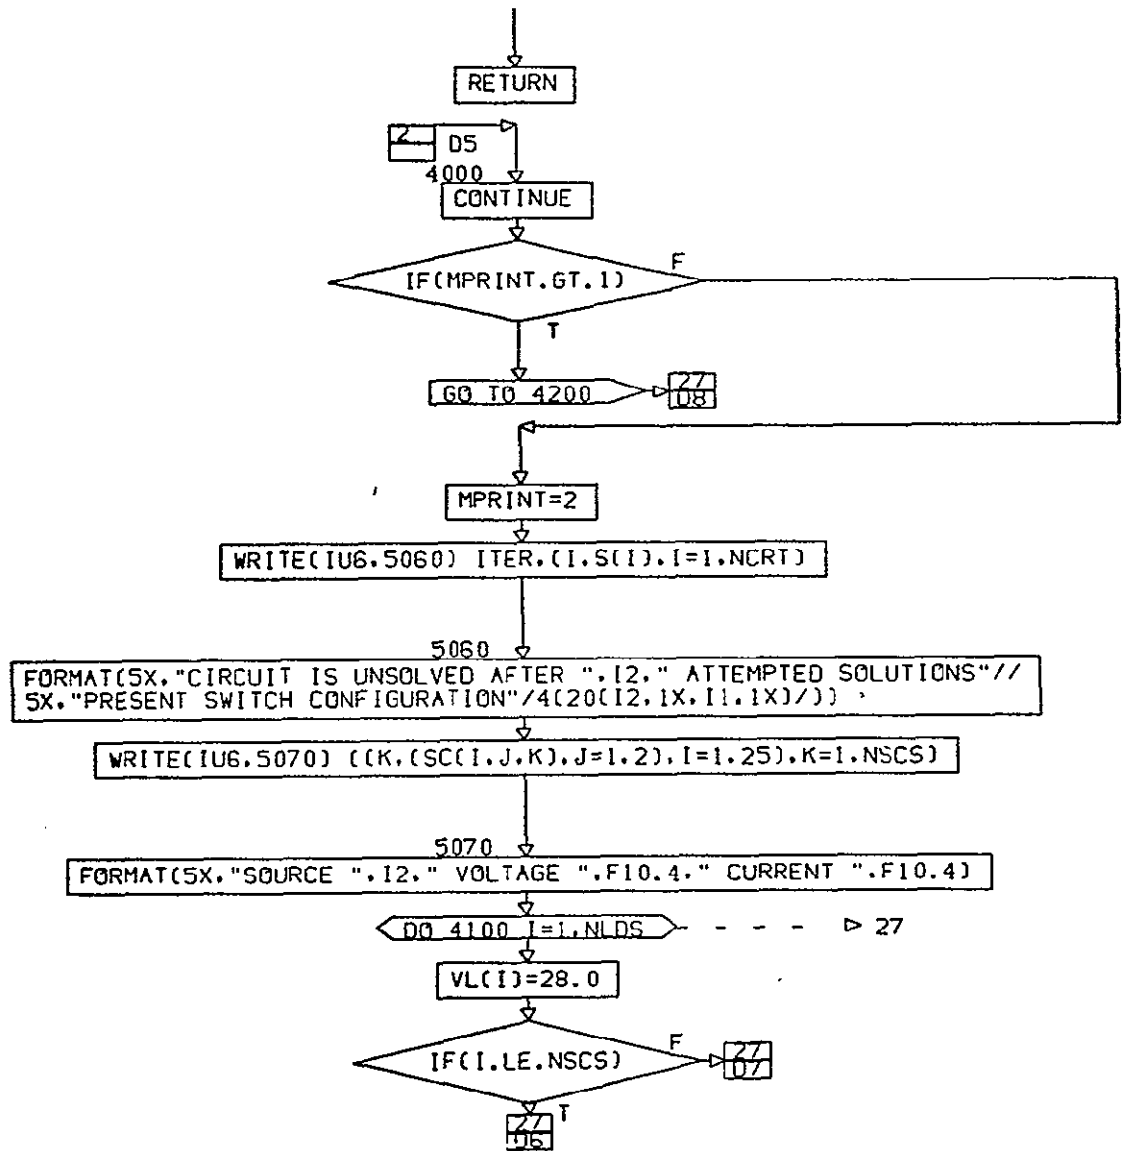 RETURN
2
D5
4000
CONTINUE
IF(MPRINT.GT.1)
F
T
GO TO 4200
27
D8
MPRINT=2
WRITE(IU6.5060) ITER.(I.S(I).I=1.NCRT)
5060
FORMAT(5X."CIRCUIT IS UNSOLVED AFTER ".I2." ATTEMPTED SOLUTIONS"//
5X."PRESENT SWITCH CONFIGURATION"/4(20(I2.1X.I1.1X)/))
WRITE(IU6.5070) ((K.(SC(I.J.K).J=1.2).I=1.25).K=1.NSCS)
5070
FORMAT(5X."SOURCE ".I2." VOLTAGE ".F10.4." CURRENT ".F10.4)
DO 4100 I=1.NLDS
27
VL(I)=28.0
IF(I.LE.NSCS)
F
27
D7
T
27
D6